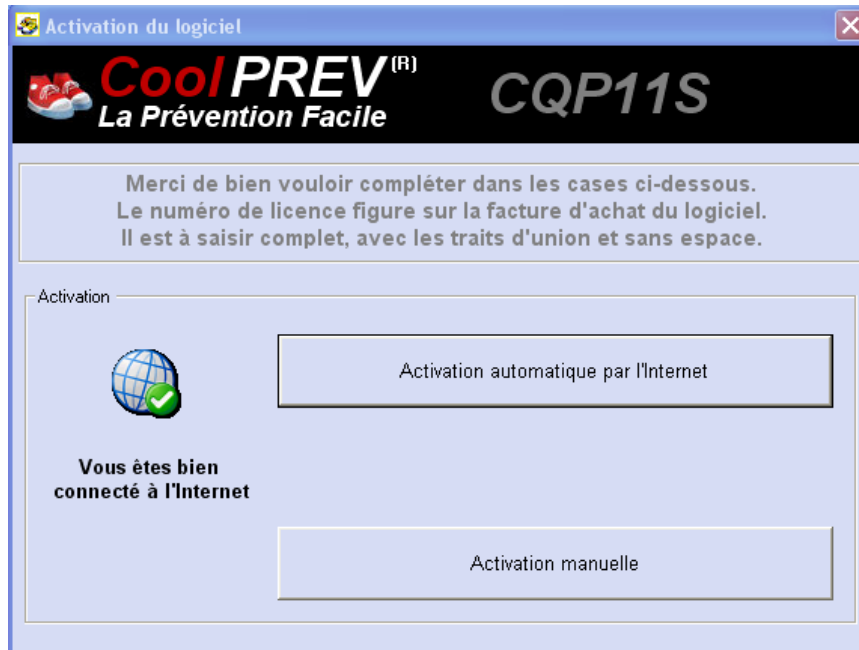 Activation du logiciel
CoolPREV(R)
La Prévention Facile
CQP11S
Merci de bien vouloir compléter dans les cases ci-dessous.
Le numéro de licence figure sur la facture d'achat du logiciel.
Il est à saisir complet, avec les traits d'union et sans espace.
Activation
Activation automatique par l'Internet
Vous êtes bien
connecté à l'Internet
Activation manuelle